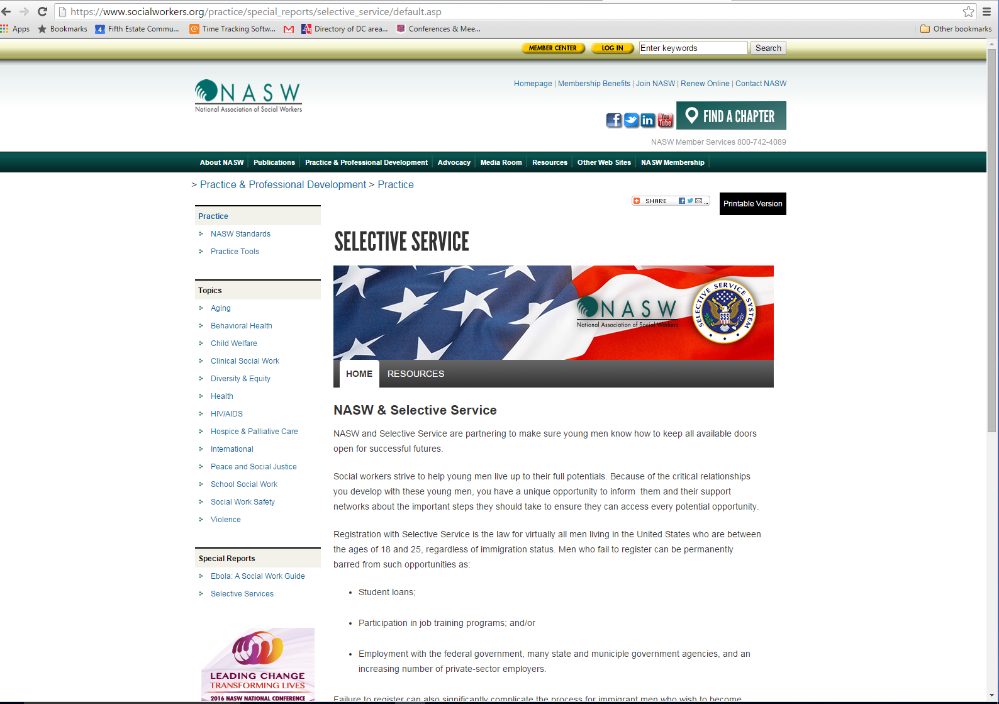 https://www.socialworkers.org/practice/special_reports/selective_service/default.asp
Apps Bookmarks Fifth Estate Commu... Time Tracking Softw... Directory of DC area... Conferences & Mee... Other bookmarks
MEMBER CENTER LOG IN Enter keywords Search
NASW
National Association of Social Workers
Homepage | Membership Benefits | Join NASW | Renew Online | Contact NASW
You Tube
FIND A CHAPTER
NASW Member Services 800-742-4089
About NASW Publications Practice & Professional Development Advocacy Media Room Resources Other Web Sites NASW Membership
> Practice & Professional Development > Practice
SHARE ...
Printable Version
Practice
NASW Standards
Practice Tools
Topics
Aging
Behavioral Health
Child Welfare
Clinical Social Work
Diversity & Equity
Health
HIV/AIDS
Hospice & Palliative Care
International
Peace and Social Justice
School Social Work
Social Work Safety
Violence
Special Reports
Ebola: A Social Work Guide
Selective Services
LEADING CHANGE
TRANSFORMING LIVES
2016 NASW NATIONAL CONFERENCE
SELECTIVE SERVICE
NASW
National Association of Social Workers
SELECTIVE SERVICE SYSTEM
SSS
HOME RESOURCES
NASW & Selective Service
NASW and Selective Service are partnering to make sure young men know how to keep all available doors
open for successful futures.
Social workers strive to help young men live up to their full potentials. Because of the critical relationships
you develop with these young men, you have a unique opportunity to inform  them and their support
networks about the important steps they should take to ensure they can access every potential opportunity.
Registration with Selective Service is the law for virtually all men living in the United States who are between
the ages of 18 and 25, regardless of immigration status. Men who fail to register can be permanently
barred from such opportunities as:
• Student loans;
• Participation in job training programs; and/or
• Employment with the federal government, many state and municiple government agencies, and an
increasing number of private-sector employers.
Failure to register can also significantly complicate the process for immigrant men who wish to become